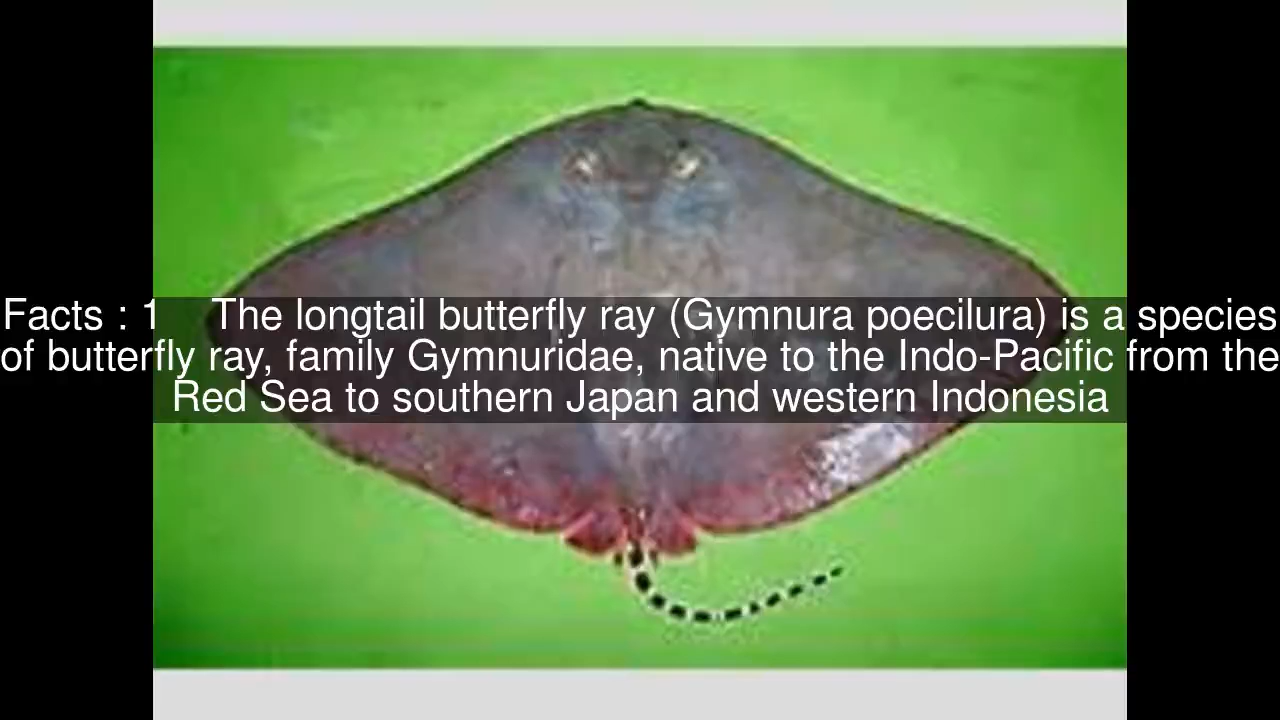 Facts : 1    The longtail butterfly ray (Gymnura poecilura) is a species
of butterfly ray, family Gymnuridae, native to the Indo-Pacific from the
Red Sea to southern Japan and western Indonesia